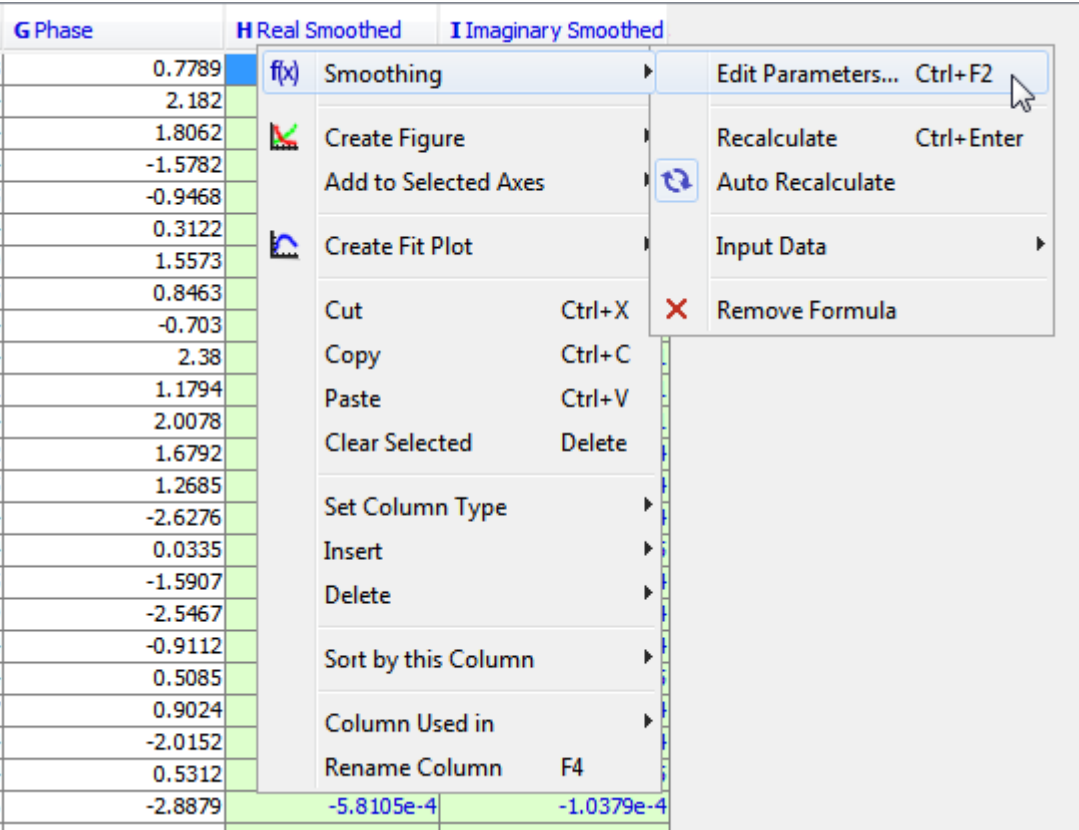 G Phase H Real Smoothed I Imaginary Smoothed
0.7789
2.182
1.8062
-1.5782
-0.9468
0.3122
1.5573
0.8463
-0.703
2.38
1.1794
2.0078
1.6792
1.2685
-2.6276
0.0335
-1.5907
-2.5467
-0.9112
0.5085
0.9024
-2.0152
0.5312
-2.8879 -5.8105e-4 -1.0379e-4
f(x) Smoothing
Create Figure
Add to Selected Axes
Create Fit Plot
Cut Ctrl+X
Copy Ctrl+C
Paste Ctrl+V
Clear Selected Delete
Set Column Type
Insert
Delete
Sort by this Column
Column Used in
Rename Column F4
Edit Parameters... Ctrl+F2
Recalculate Ctrl+Enter
Auto Recalculate
Input Data
Remove Formula